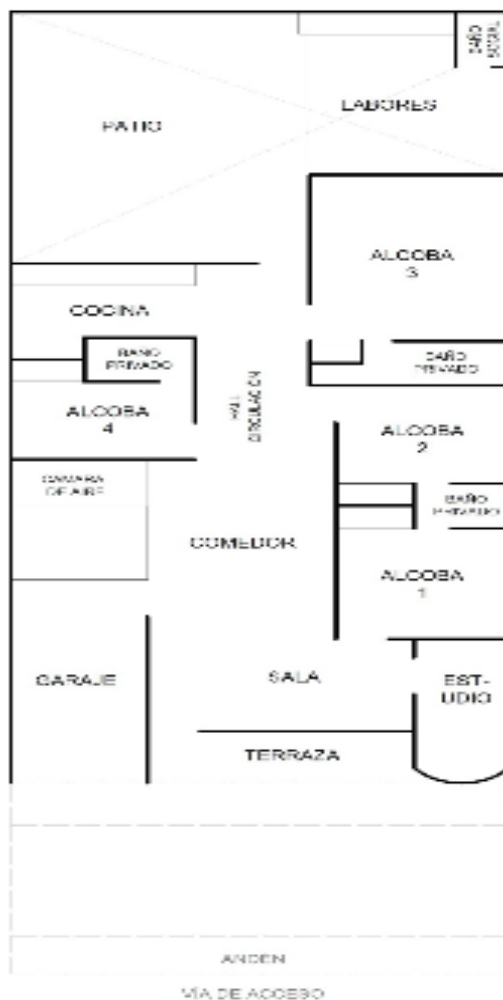 BAÑO
SOCIAL
LABORES
PATIO
ALCOBA
3
COCINA
BAÑO
PRIVADO
BAÑO
PRIVADO
HALL
CIRCULACIÓN
ALCOBA
4
ALCOBA
2
CAMARA
DE AIRE
BAÑO
PRIVADO
COMEDOR
ALCOBA
1
GARAJE
SALA
EST-
UDIO
TERRAZA
ANDEN
VÍA DE ACCESO